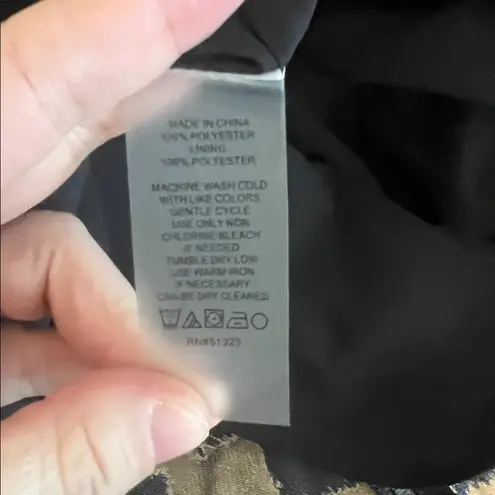 MADE IN CHINA
100% POLYESTER
LINING
100% POLYESTER
MACHINE WASH COLD
WITH LIKE COLORS
GENTLE CYCLE
USE ONLY NON
CHLORINE BLEACH
IF NEEDED
TUMBLE DRY LOW
USE WARM IRON
IF NECESSARY
CAN BE DRY CLEANED
RN#51323